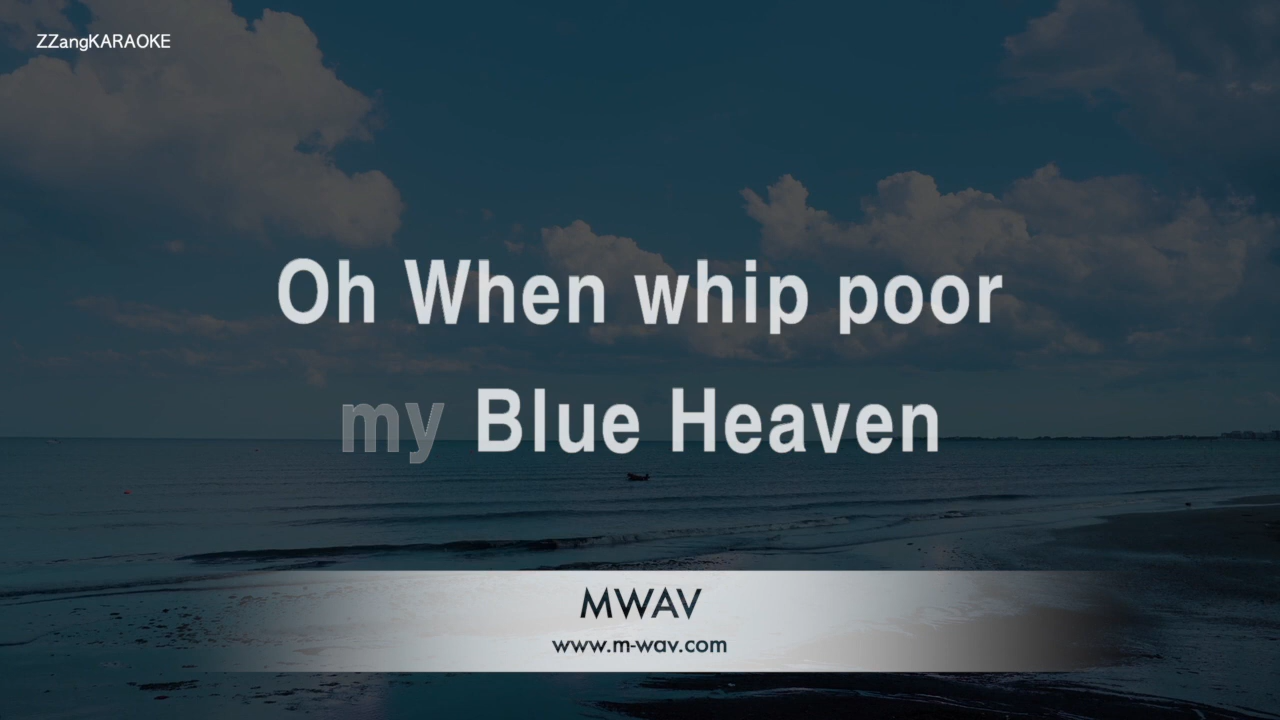 ZZangKARAOKE
Oh When whip poor
my Blue Heaven
MWAV
www.m-wav.com